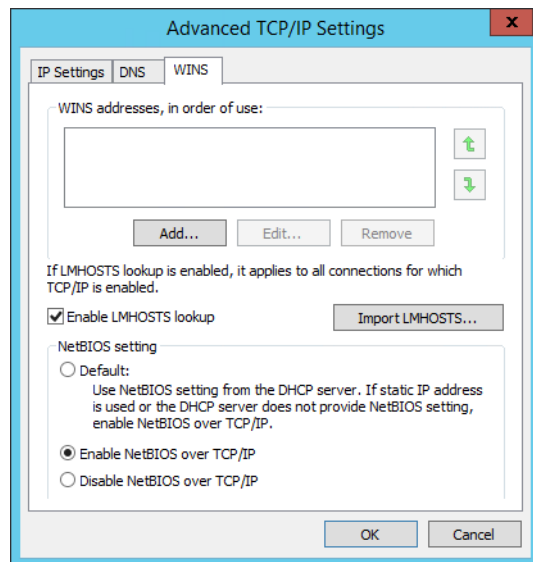 Advanced TCP/IP Settings
x
IP Settings DNS WINS
WINS addresses, in order of use:
Add... Edit... Remove
If LMHOSTS lookup is enabled, it applies to all connections for which
TCP/IP is enabled.
Enable LMHOSTS lookup Import LMHOSTS...
NetBIOS setting
Default:
Use NetBIOS setting from the DHCP server. If static IP address
is used or the DHCP server does not provide NetBIOS setting,
enable NetBIOS over TCP/IP.
Enable NetBIOS over TCP/IP
Disable NetBIOS over TCP/IP
OK Cancel